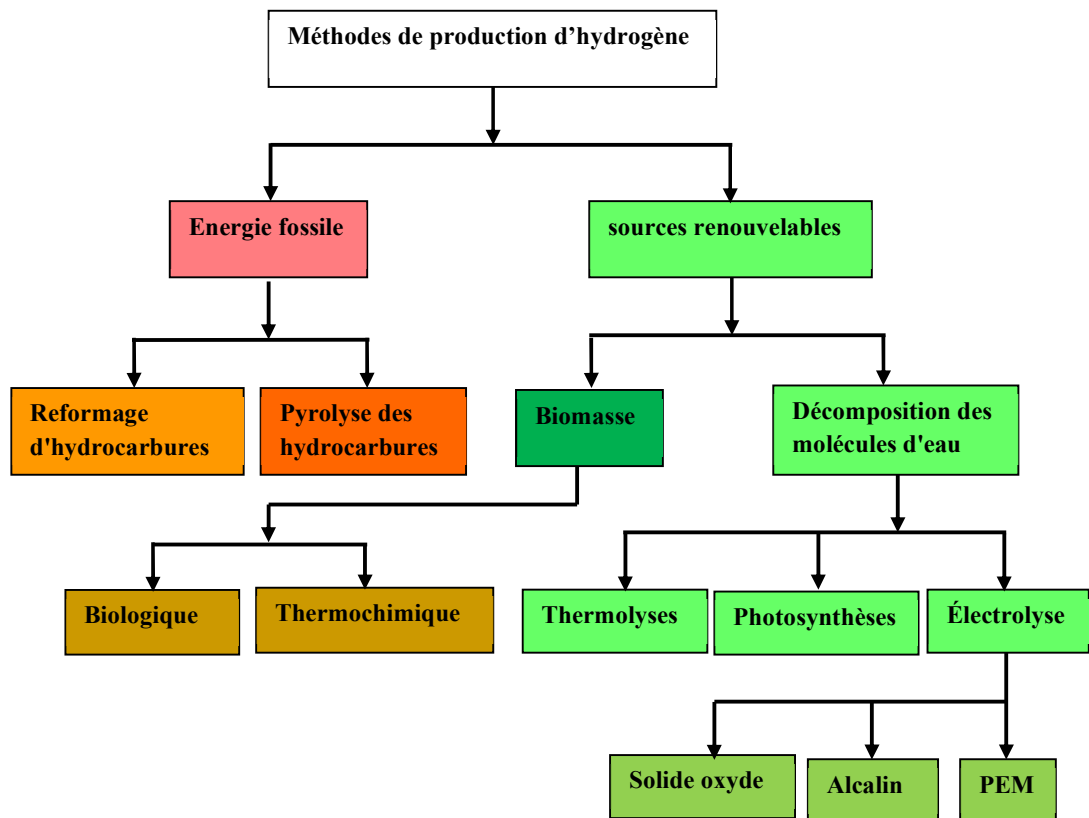 Méthodes de production d’hydrogène
Energie fossile
sources renouvelables
Reformage
d'hydrocarbures
Pyrolyse des
hydrocarbures
Biomasse
Décomposition des
molécules d'eau
Biologique
Thermochimique
Thermolyses
Photosynthèses
Électrolyse
Solide oxyde
Alcalin
PEM